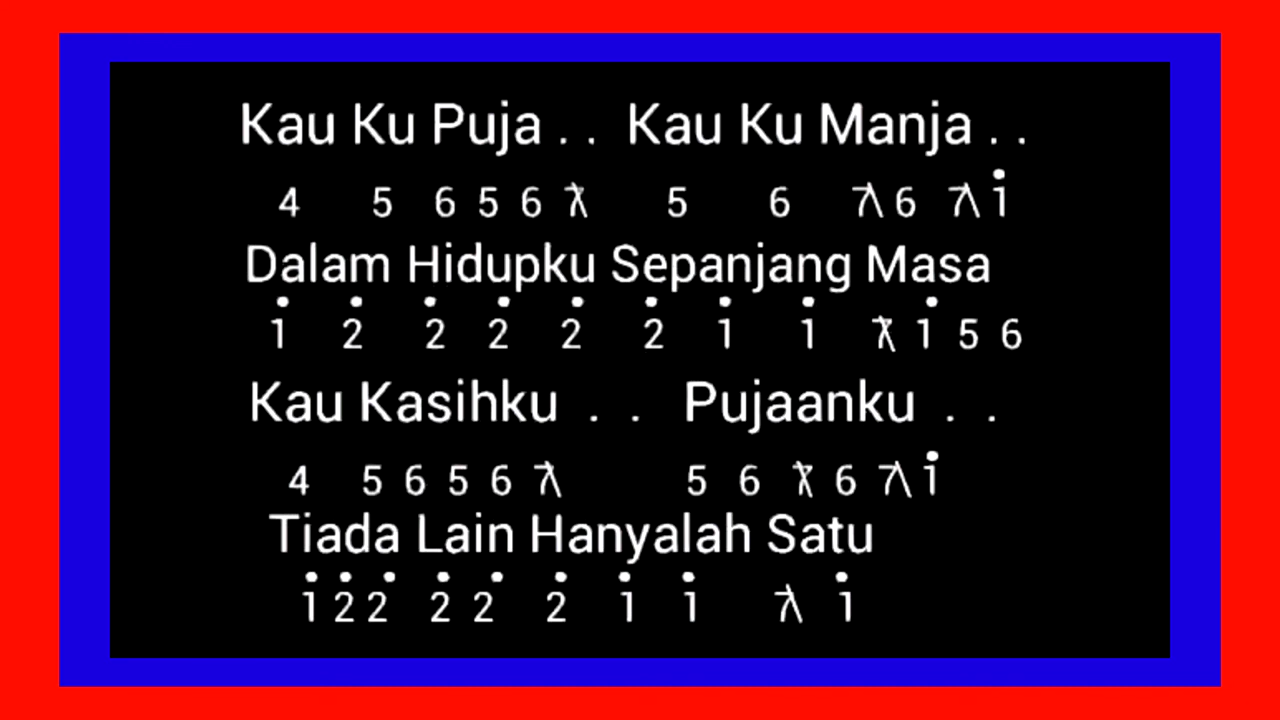 Kau Ku Puja . . Kau Ku Manja . .
4 5 6 5 6 7̸ 5 6 7̸ 6 7̸ 1̇
Dalam Hidupku Sepanjang Masa
1̇ 2̇ 2̇ 2̇ 2̇ 2̇ 1̇ 1̇ 7̸ 1̇ 5 6
Kau Kasihku . . Pujaanku . .
4 5 6 5 6 7̸ 5 6 7̸ 6 7̸ 1̇
Tiada Lain Hanyalah Satu
1̇ 2̇ 2̇ 2̇ 2̇ 2̇ 1̇ 1̇ 7̸ 1̇